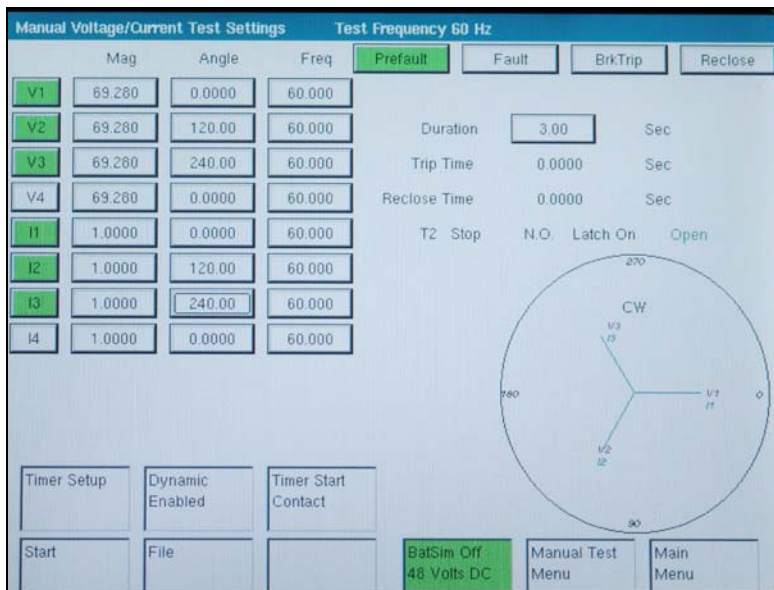 Manual Voltage/Current Test Settings Test Frequency 60 Hz
Mag Angle Freq Prefault Fault BrkTrip Reclose
V1 69.280 0.0000 60.000
V2 69.280 120.00 60.000 Duration 3.00 Sec
V3 69.280 240.00 60.000 Trip Time 0.0000 Sec
V4 69.280 0.0000 60.000 Reclose Time 0.0000 Sec
I1 1.0000 0.0000 60.000 T2 Stop N.O. Latch On Open
I2 1.0000 120.00 60.000 270
I3 1.0000 240.00 60.000 CW
I4 1.0000 0.0000 60.000 V3
I3
180 V1 0
I1
V2
I2
90
Timer Setup Dynamic Enabled Timer Start Contact
Start File BatSim Off 48 Volts DC Manual Test Menu Main Menu